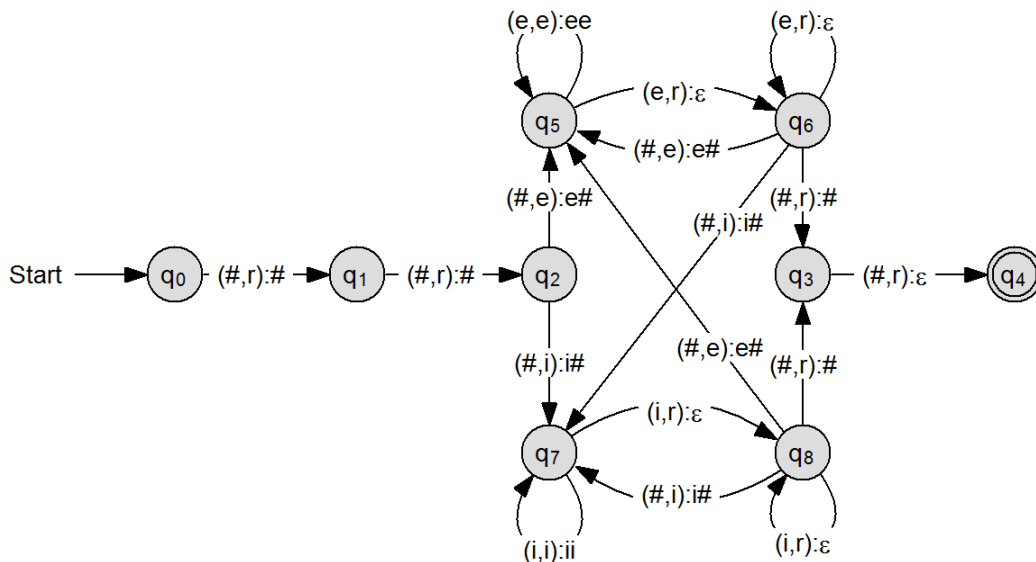 (e,e):ee
(e,r):ε
(e,r):ε
q5
q6
(#,e):e#
(#,e):e#
(#,r):#
(#,i):i#
Start
q0
(#,r):#
q1
(#,r):#
q2
q3
(#,r):ε
q4
(#,e):e#
(#,i):i#
(#,r):#
(i,r):ε
q7
q8
(#,i):i#
(i,i):ii
(i,r):ε